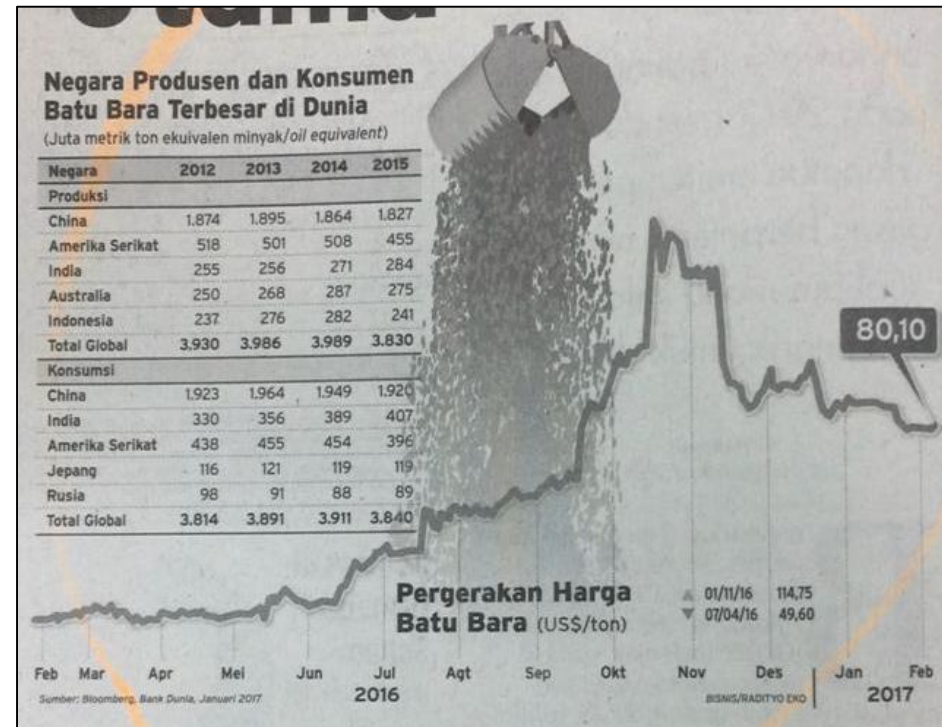 Negara Produsen dan Konsumen
Batu Bara Terbesar di Dunia
(Juta metrik ton ekuivalen minyak/oil equivalent)
Negara 2012 2013 2014 2015
Produksi
China 1.874 1.895 1.864 1.827
Amerika Serikat 518 501 508 455
India 255 256 271 284
Australia 250 268 287 275
Indonesia 237 276 282 241
Total Global 3.930 3.986 3.989 3.830
Konsumsi
China 1.923 1.964 1.949 1.920
India 330 356 389 407
Amerika Serikat 438 455 454 396
Jepang 116 121 119 119
Rusia 98 91 88 89
Total Global 3.814 3.891 3.911 3.840
80,10
Pergerakan Harga
Batu Bara (US$/ton)
▲ 01/11/16 114,75
▼ 07/04/16 49,60
Feb Mar Apr Mei Jun Jul Agt Sep Okt Nov Des Jan Feb
2016 2017
Sumber: Bloomberg, Bank Dunia, Januari 2017
BISNIS/RADITYO EKO